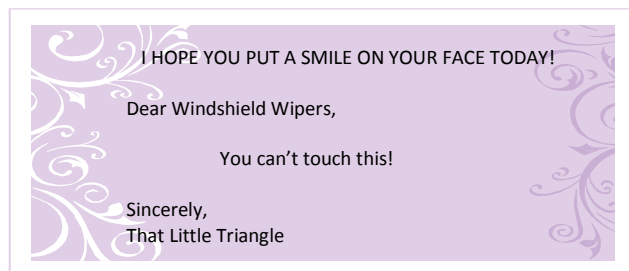 I HOPE YOU PUT A SMILE ON YOUR FACE TODAY!
Dear Windshield Wipers,
You can’t touch this!
Sincerely,
That Little Triangle